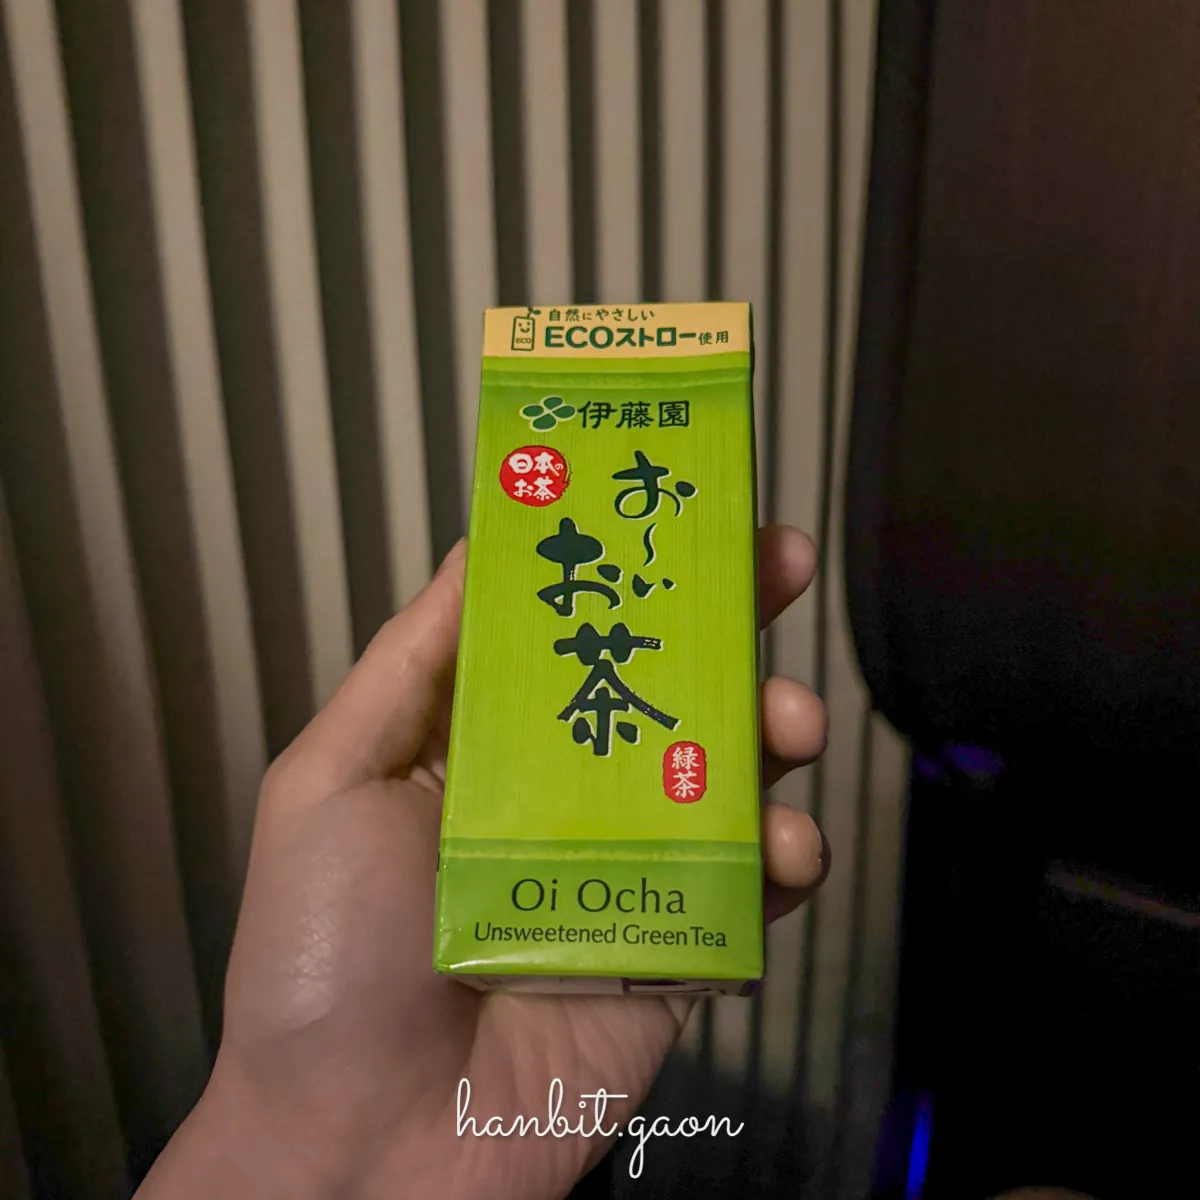 自然にやさしい
ECO
ECOストロー使用
伊藤園
日本の
お茶
お～い
お茶
緑茶
Oi Ocha
Unsweetened Green Tea
hanbit.gaon